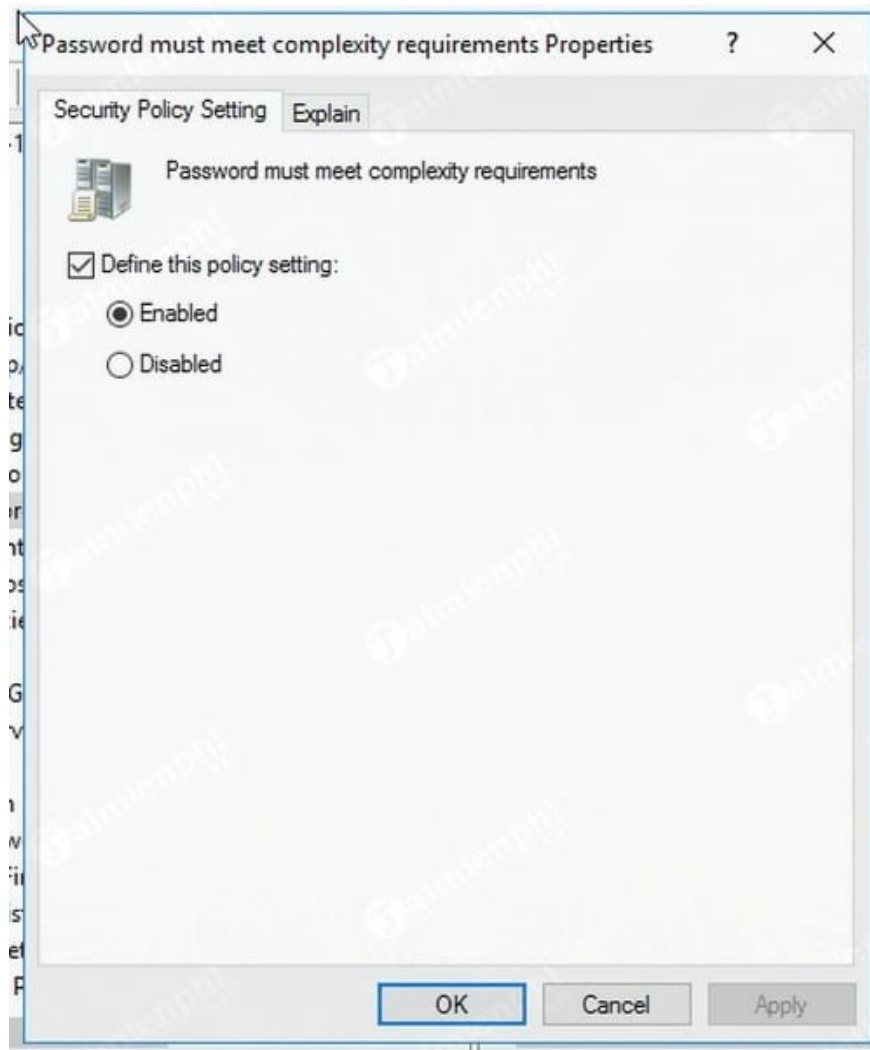 Password must meet complexity requirements Properties ? ×
Security Policy Setting Explain
Password must meet complexity requirements
Define this policy setting:
Enabled
Disabled
OK Cancel Apply